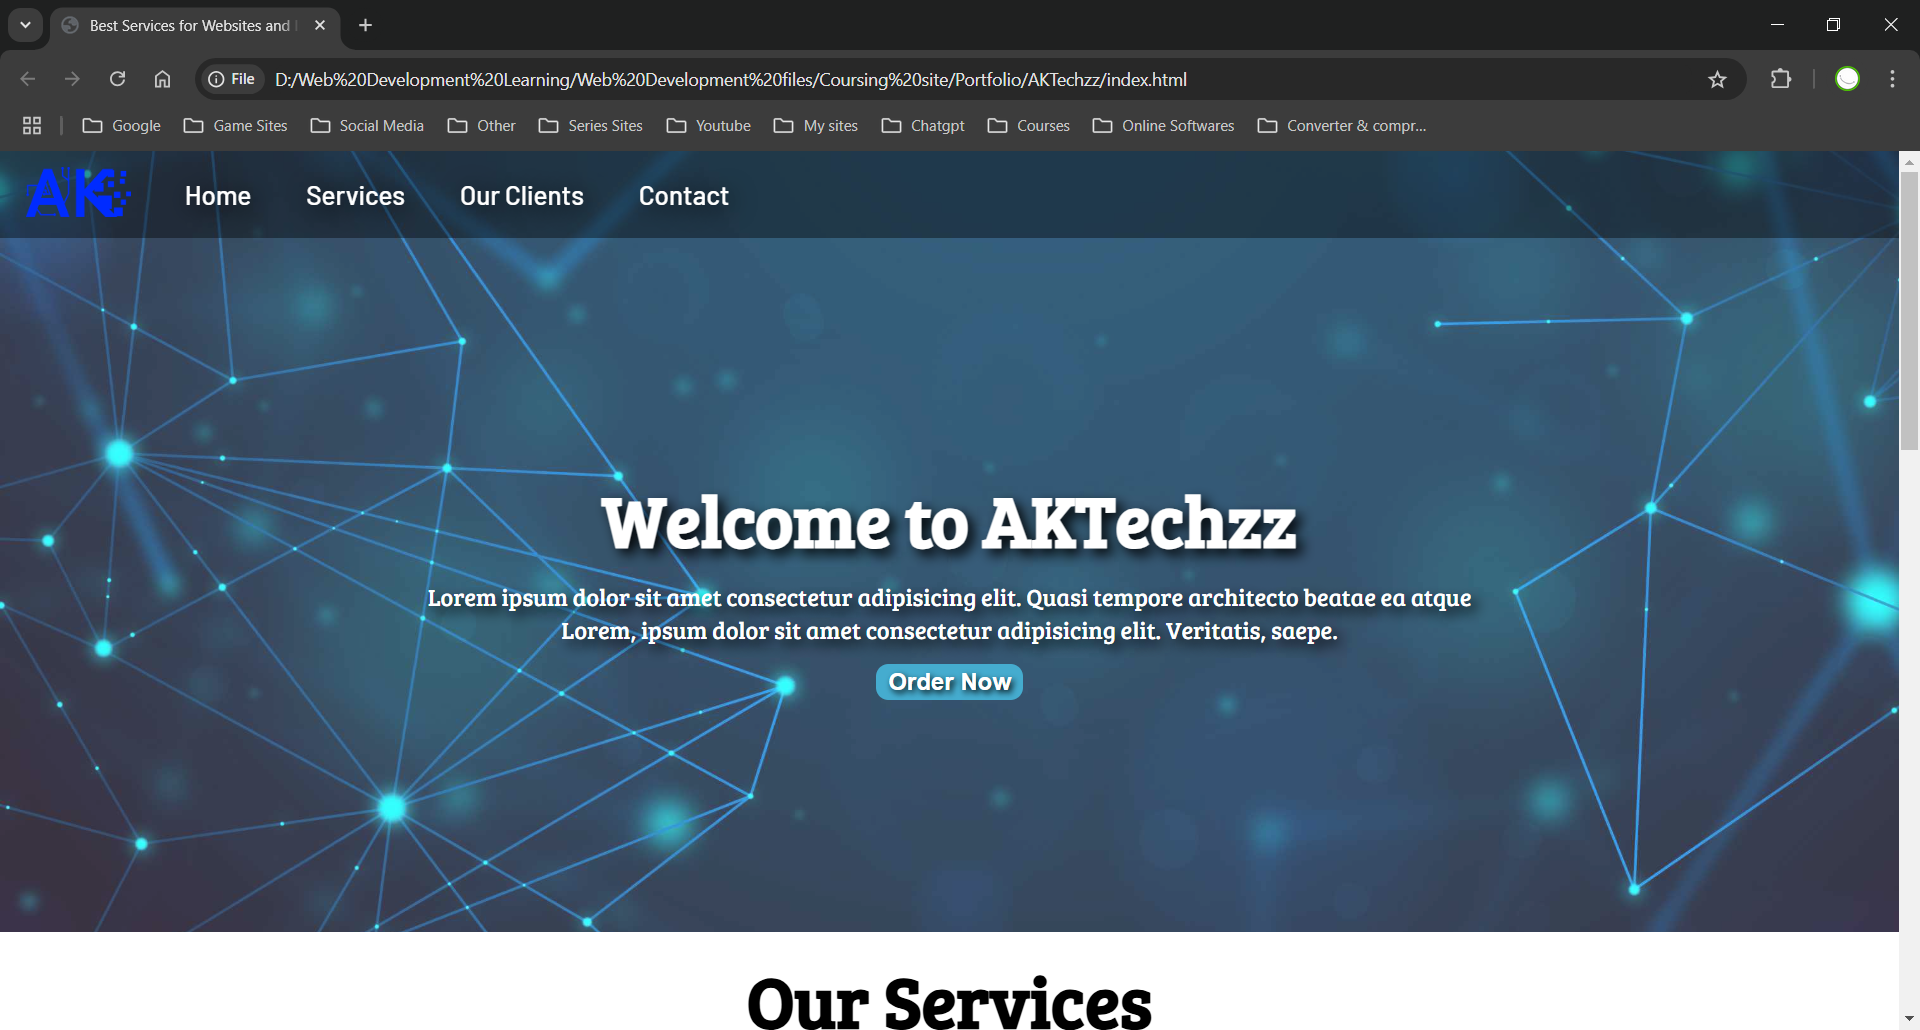 Best Services for Websites and
File
D:/Web%20Development%20Learning/Web%20Development%20files/Coursing%20site/Portfolio/AKTechzz/index.html
Google
Game Sites
Social Media
Other
Series Sites
Youtube
My sites
Chatgpt
Courses
Online Softwares
Converter & compr...
AK
Home
Services
Our Clients
Contact
Welcome to AKTechzz
Lorem ipsum dolor sit amet consectetur adipisicing elit. Quasi tempore architecto beatae ea atque
Lorem, ipsum dolor sit amet consectetur adipisicing elit. Veritatis, saepe.
Order Now
Our Services